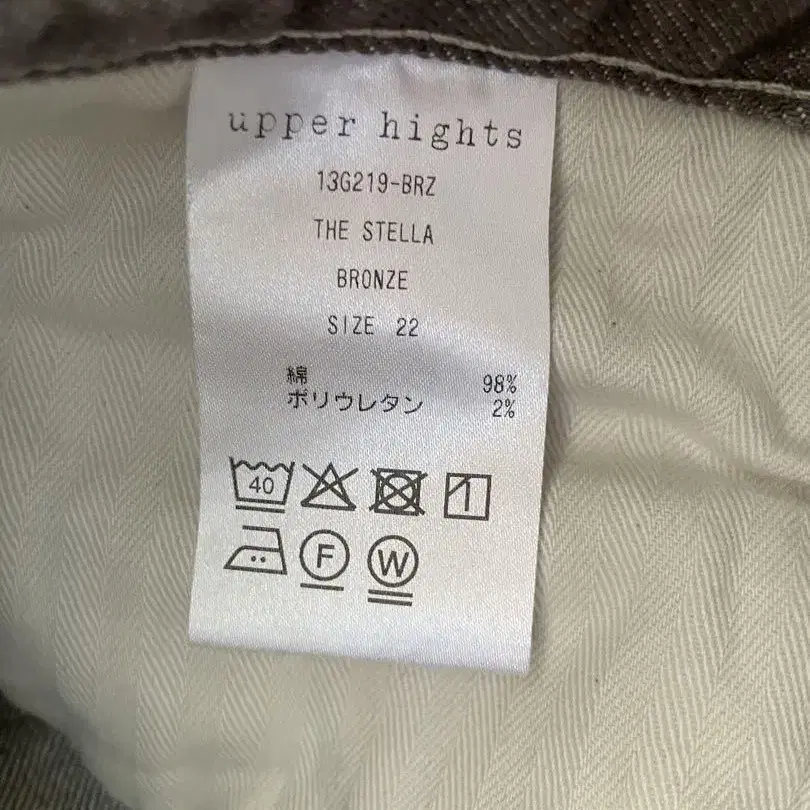 upper hights
13G219-BRZ
THE STELLA
BRONZE
SIZE 22
綿 98%
ポリウレタン 2%
40
F W